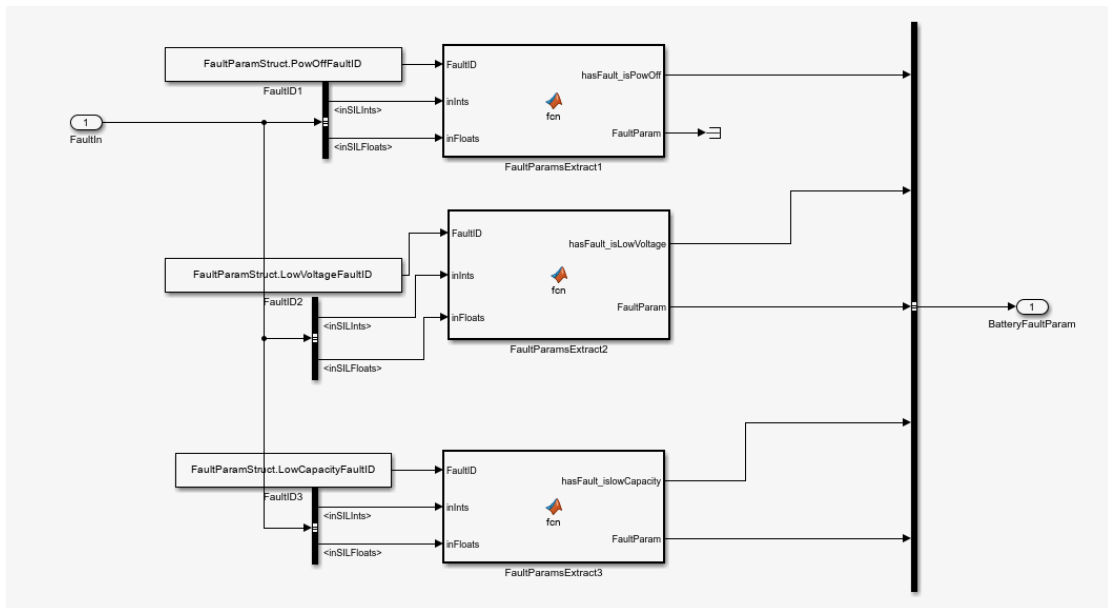 FaultParamStruct.PowOffFaultID
FaultID1
1
FaultIn
<inSILInts>
<inSILFloats>
FaultID
inInts
inFloats
fcn
hasFault_isPowOff
FaultParam
FaultParamsExtract1
FaultParamStruct.LowVoltageFaultID
FaultID2
<inSILInts>
<inSILFloats>
FaultID
inInts
inFloats
fcn
hasFault_isLowVoltage
FaultParam
FaultParamsExtract2
1
BatteryFaultParam
FaultParamStruct.LowCapacityFaultID
FaultID3
<inSILInts>
<inSILFloats>
FaultID
inInts
inFloats
fcn
hasFault_islowCapacity
FaultParam
FaultParamsExtract3